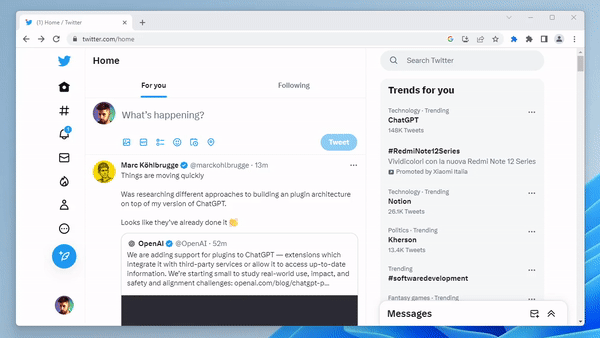 (1) Home / Twitter
twitter.com/home
Home
For you
Following
What's happening?
Tweet
Marc Köhlbrugge @marckohlbrugge · 13m
Things are moving quickly
Was researching different approaches to building an plugin architecture
on top of my version of ChatGPT.
Looks like they've already done it 👏
OpenAI @OpenAI · 52m
We are adding support for plugins to ChatGPT — extensions which
integrate it with third-party services or allow it to access up-to-date
information. We're starting small to study real-world use, impact, and
safety and alignment challenges: openai.com/blog/chatgpt-p...
Search Twitter
Trends for you
Technology · Trending
ChatGPT
148K Tweets
#RedmiNote12Series
Vividicolori con la nuova Redmi Note 12 Series
Promoted by Xiaomi Italia
Technology · Trending
Notion
26.1K Tweets
Politics · Trending
Kherson
13.4K Tweets
Trending
#softwaredevelopment
Fantasy games · Trending
Messages